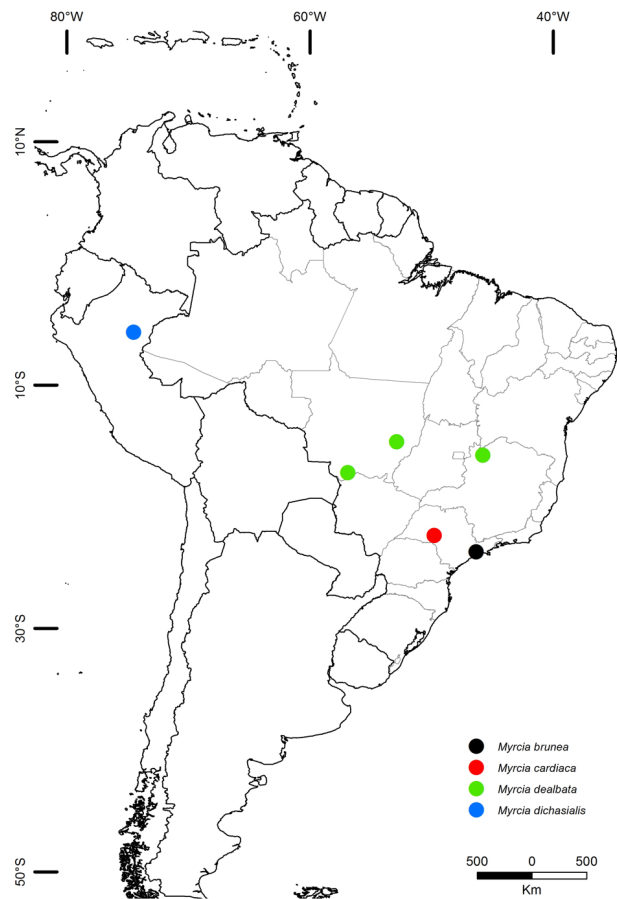 80°W 60°W 40°W
10°N
10°S
30°S
50°S
Myrcia brunea
Myrcia cardiaca
Myrcia dealbata
Myrcia dichasialis
500 0 500
Km